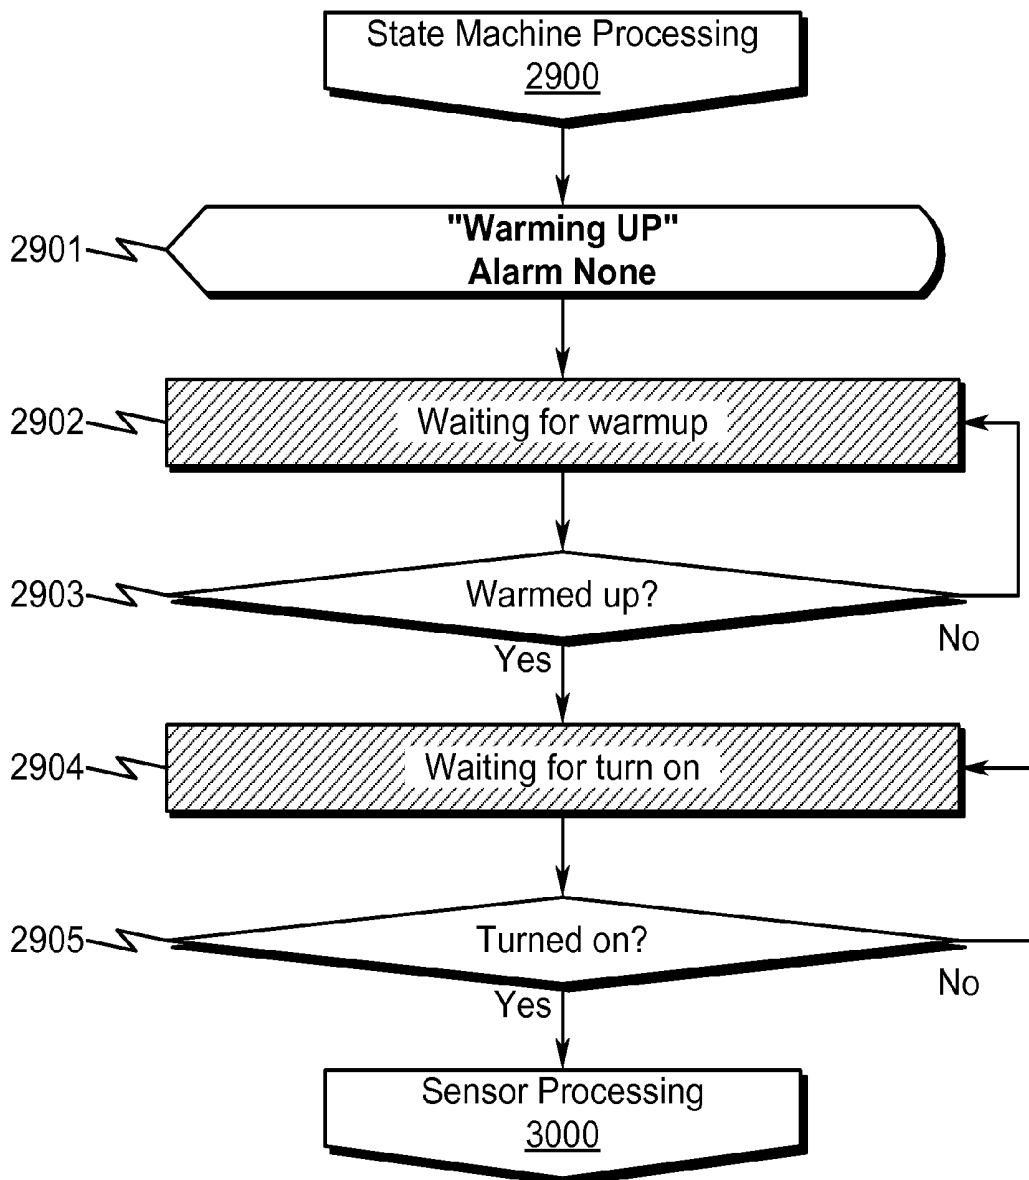 State Machine Processing
2900
2901
"Warming UP"
Alarm None
2902
Waiting for warmup
2903
Warmed up?
No
Yes
2904
Waiting for turn on
2905
Turned on?
No
Yes
Sensor Processing
3000